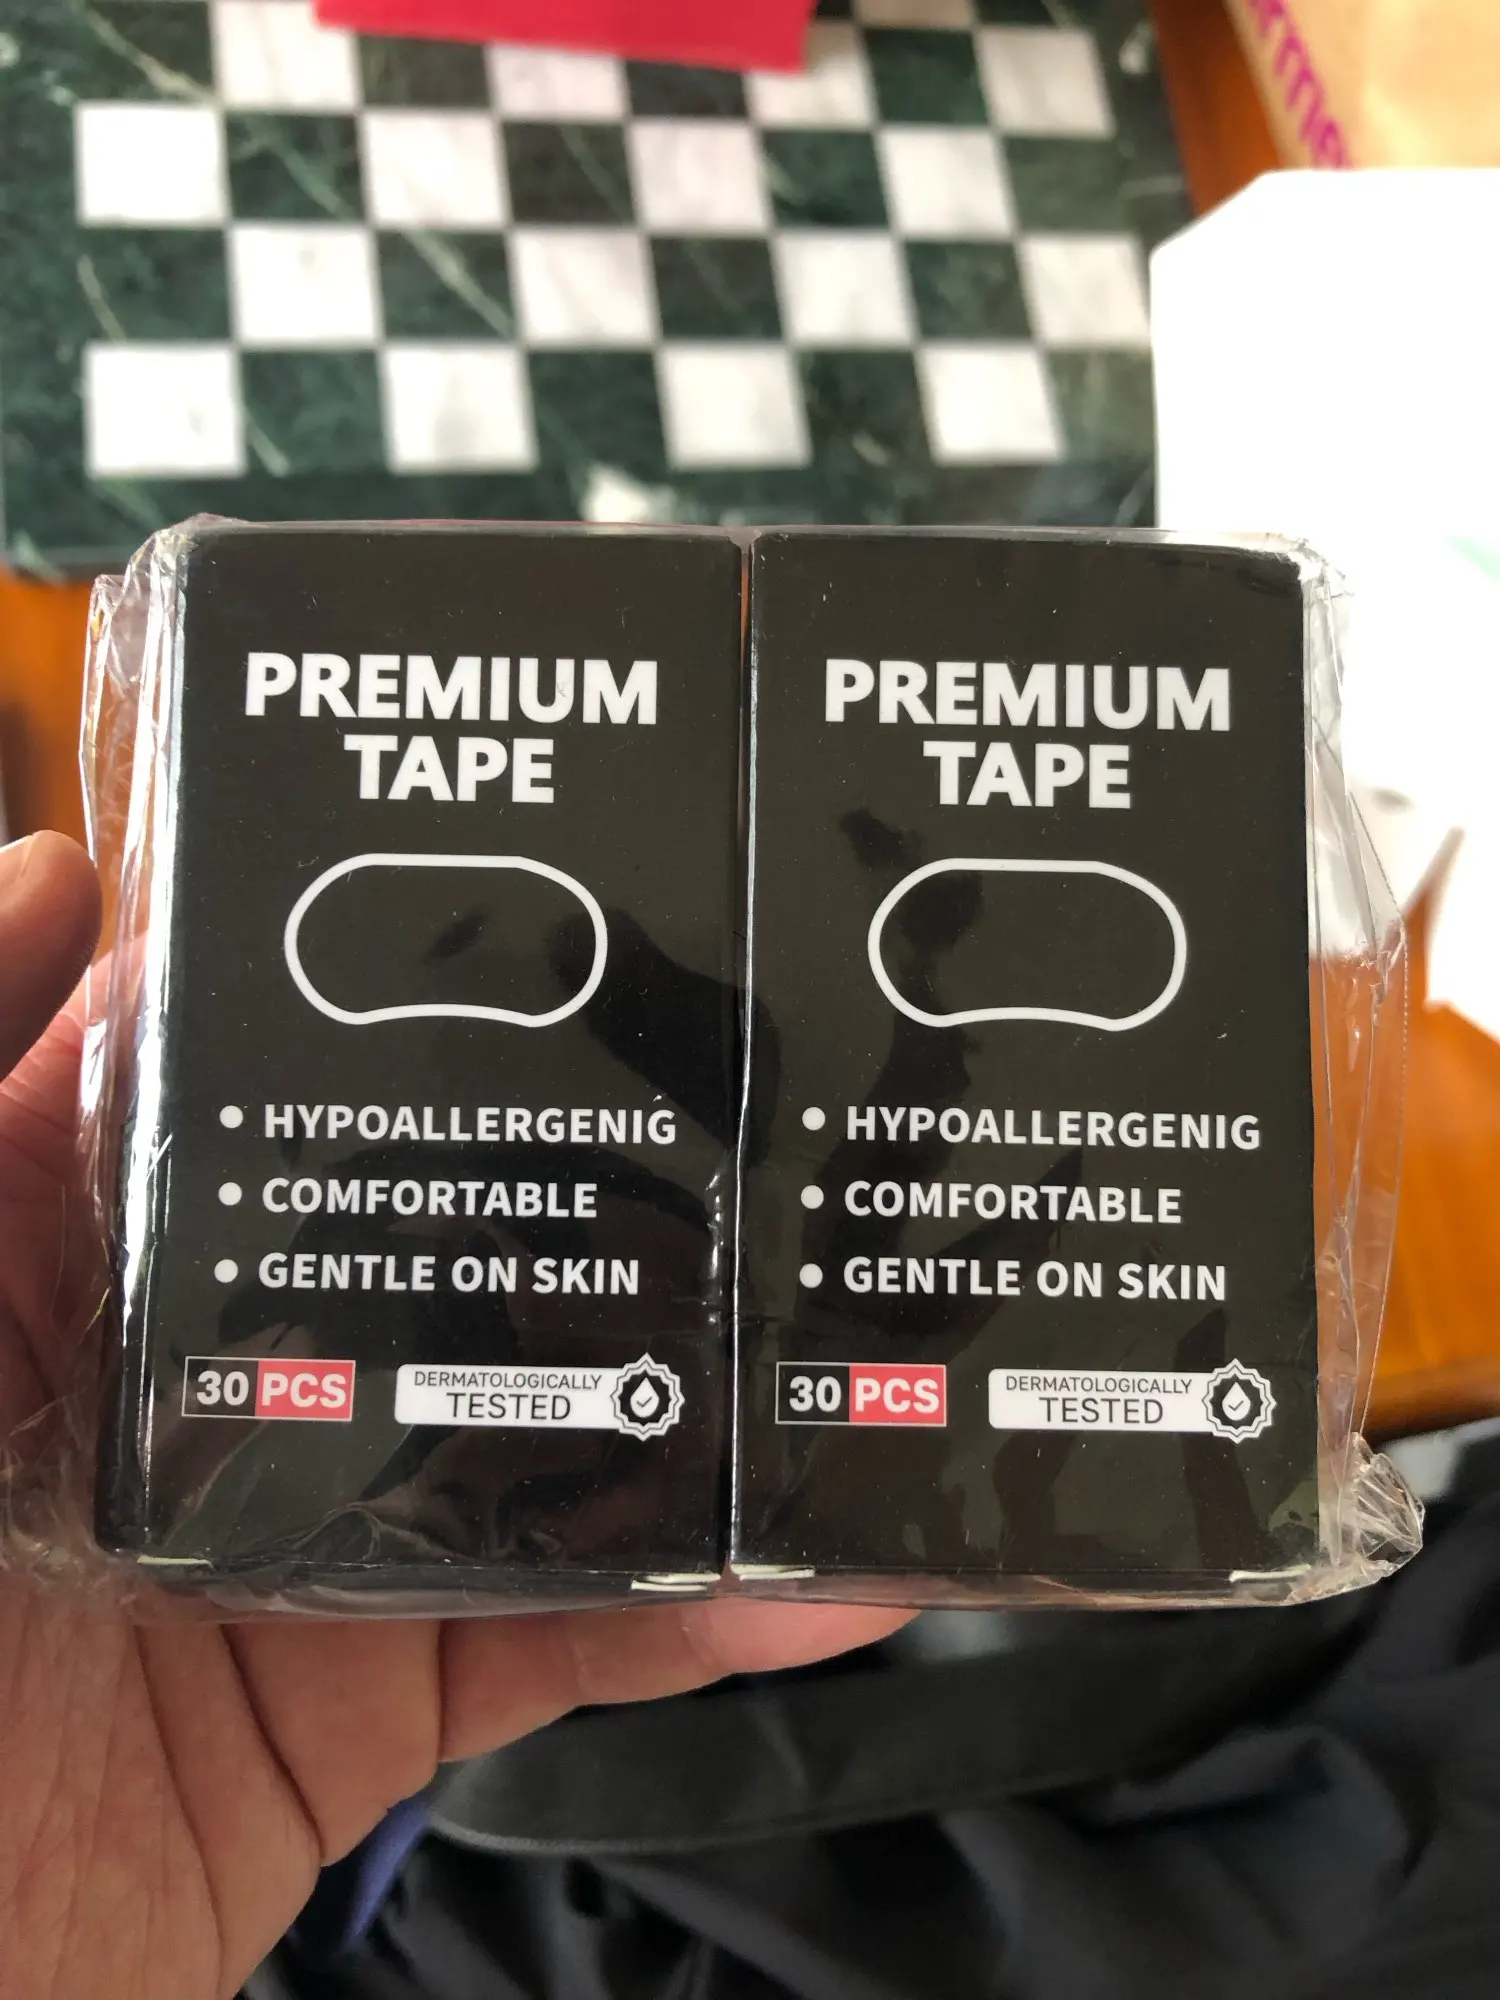 PREMIUM
TAPE
HYPOALLERGENIG
COMFORTABLE
GENTLE ON SKIN
30 PCS
DERMATOLOGICALLY
TESTED
PREMIUM
TAPE
HYPOALLERGENIG
COMFORTABLE
GENTLE ON SKIN
30 PCS
DERMATOLOGICALLY
TESTED